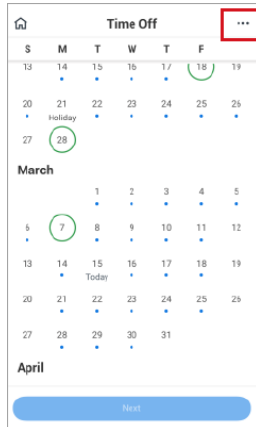 Time Off
S M T W T F
13 14 15 16 17 18 19
20 21 22 23 24 25 26
Holiday
27 28
March
1 2 3 4 5
6 7 8 9 10 11 12
13 14 15 16 17 18 19
Today
20 21 22 23 24 25 26
27 28 29 30 31
April
Next